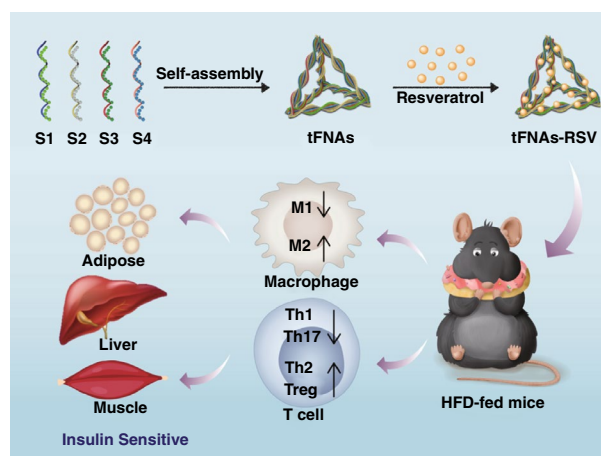 S1 S2 S3 S4
Self-assembly
tFNAs
Resveratrol
tFNAs-RSV
Adipose
M1
M2
Macrophage
Liver
Muscle
Th1
Th17
Th2
Treg
T cell
HFD-fed mice
Insulin Sensitive